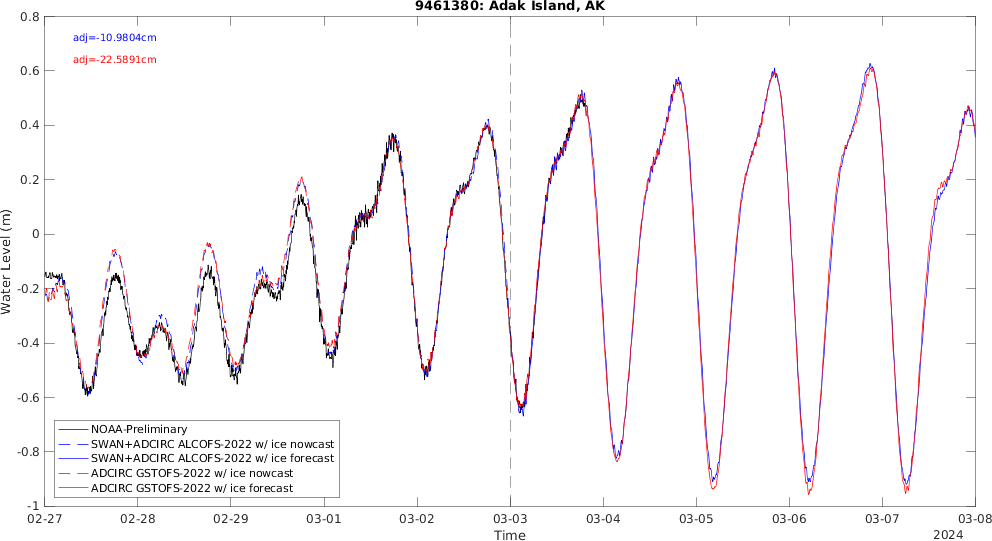 9461380: Adak Island, AK
adj=-10.9804cm
adj=-22.5891cm
Water Level (m)
0.8
0.6
0.4
0.2
0
-0.2
-0.4
-0.6
-0.8
-1
NOAA-Preliminary
SWAN+ADCIRC ALCOFS-2022 w/ ice nowcast
SWAN+ADCIRC ALCOFS-2022 w/ ice forecast
ADCIRC GSTOFS-2022 w/ ice nowcast
ADCIRC GSTOFS-2022 w/ ice forecast
02-27 02-28 02-29 03-01 03-02 03-03 03-04 03-05 03-06 03-07 03-08
Time
2024